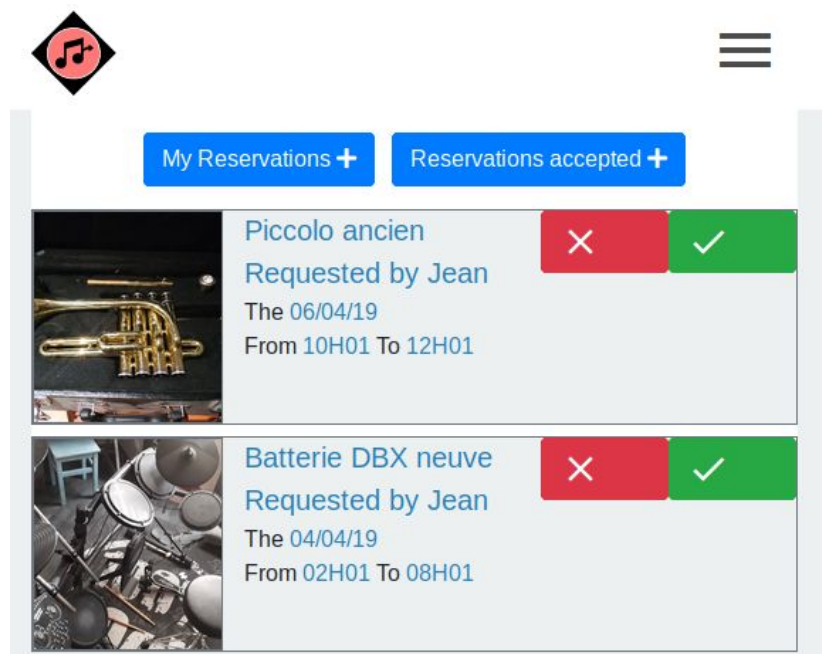 My Reservations +
Reservations accepted +
Piccolo ancien
Requested by Jean
The 06/04/19
From 10H01 To 12H01
Batterie DBX neuve
Requested by Jean
The 04/04/19
From 02H01 To 08H01